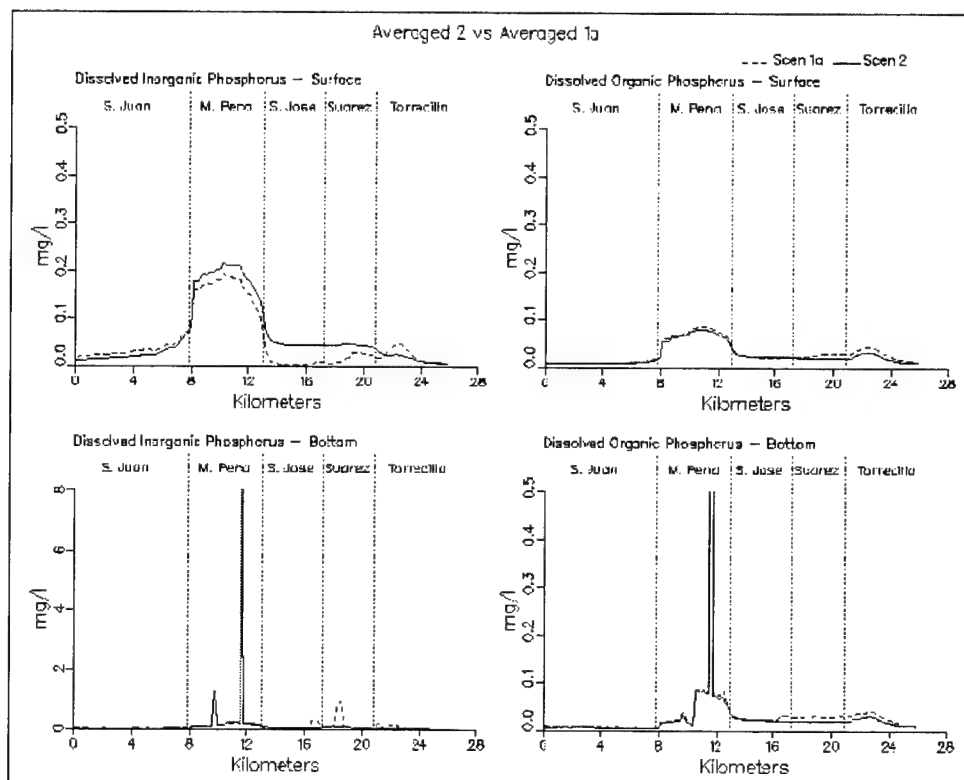 Averaged 2 vs Averaged 1a
Scen 1a Scen 2
Dissolved Inorganic Phosphorus – Surface
S. Juan M. Pena S. Jose Suarez Torrecilla
0.5
0.4
0.3
0.2
0.1
0.0
mg/l
0 4 8 12 16 20 24 28
Kilometers
Dissolved Organic Phosphorus – Surface
S. Juan M. Pena S. Jose Suarez Torrecilla
0.5
0.4
0.3
0.2
0.1
0.0
mg/l
0 4 8 12 16 20 24 28
Kilometers
Dissolved Inorganic Phosphorus – Bottom
S. Juan M. Pena S. Jose Suarez Torrecilla
8
6
4
2
0
mg/l
0 4 8 12 16 20 24 28
Kilometers
Dissolved Organic Phosphorus – Bottom
S. Juan M. Pena S. Jose Suarez Torrecilla
0.5
0.4
0.3
0.2
0.1
0.0
mg/l
0 4 8 12 16 20 24 28
Kilometers